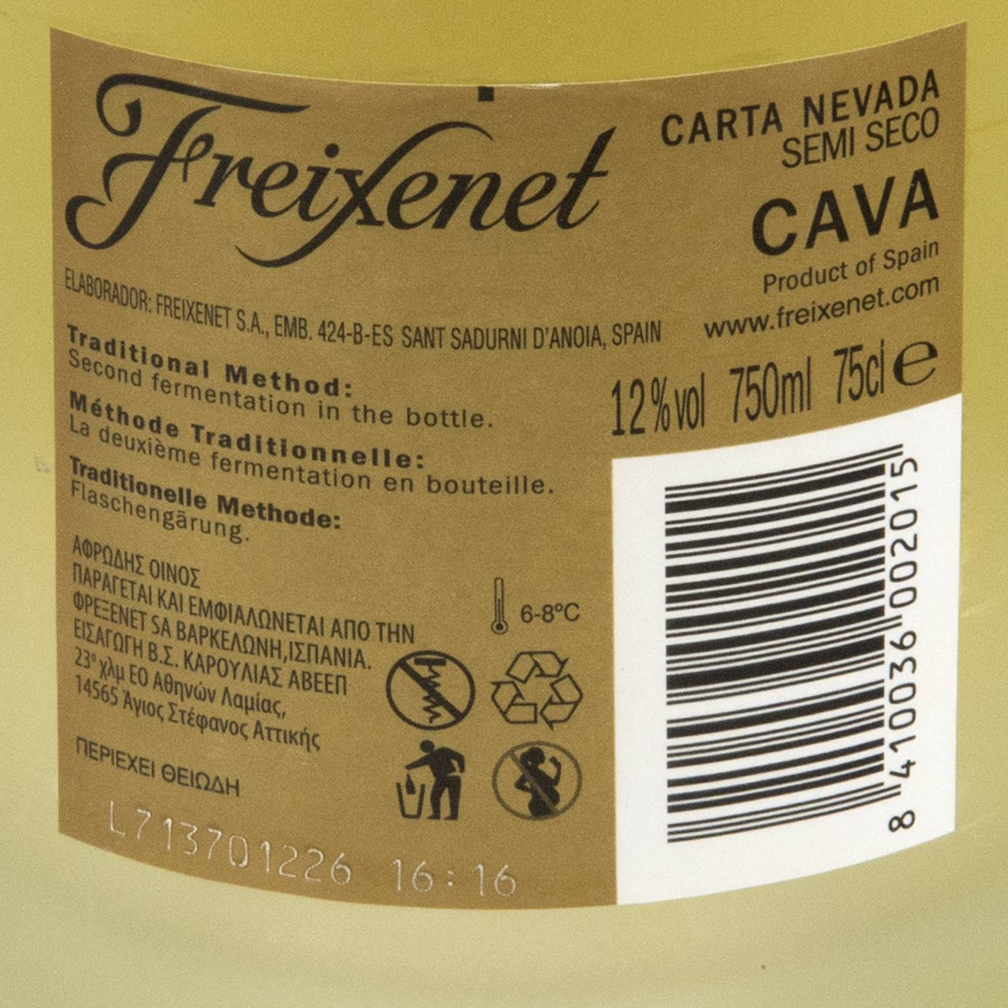 Freixenet
CARTA NEVADA
SEMI SECO
CAVA
Product of Spain
www.freixenet.com
ELABORADOR: FREIXENET S.A., EMB. 424-B-ES SANT SADURNI D'ANOIA, SPAIN
12%vol 750ml 75cl e
Traditional Method:
Second fermentation in the bottle.
Méthode Traditionnelle:
La deuxième fermentation en bouteille.
Traditionelle Methode:
Flaschengärung.
ΑΦΡΩΔΗΣ ΟΙΝΟΣ
ΠΑΡΑΓΕΤΑΙ ΚΑΙ ΕΜΦΙΑΛΩΝΕΤΑΙ ΑΠΟ ΤΗΝ
ΦΡΕΞΕΝΕΤ SA ΒΑΡΚΕΛΩΝΗ,ΙΣΠΑΝΙΑ.
ΕΙΣΑΓΩΓΗ Β.Σ. ΚΑΡΟΥΛΙΑΣ ΑΒΕΕΠ
23º χλμ ΕΟ Αθηνών Λαμίας,
14565 Άγιος Στέφανος Αττικής
ΠΕΡΙΕΧΕΙ ΘΕΙΩΔΗ
6-8ºC
L713701226 16:16
8 410036 002015